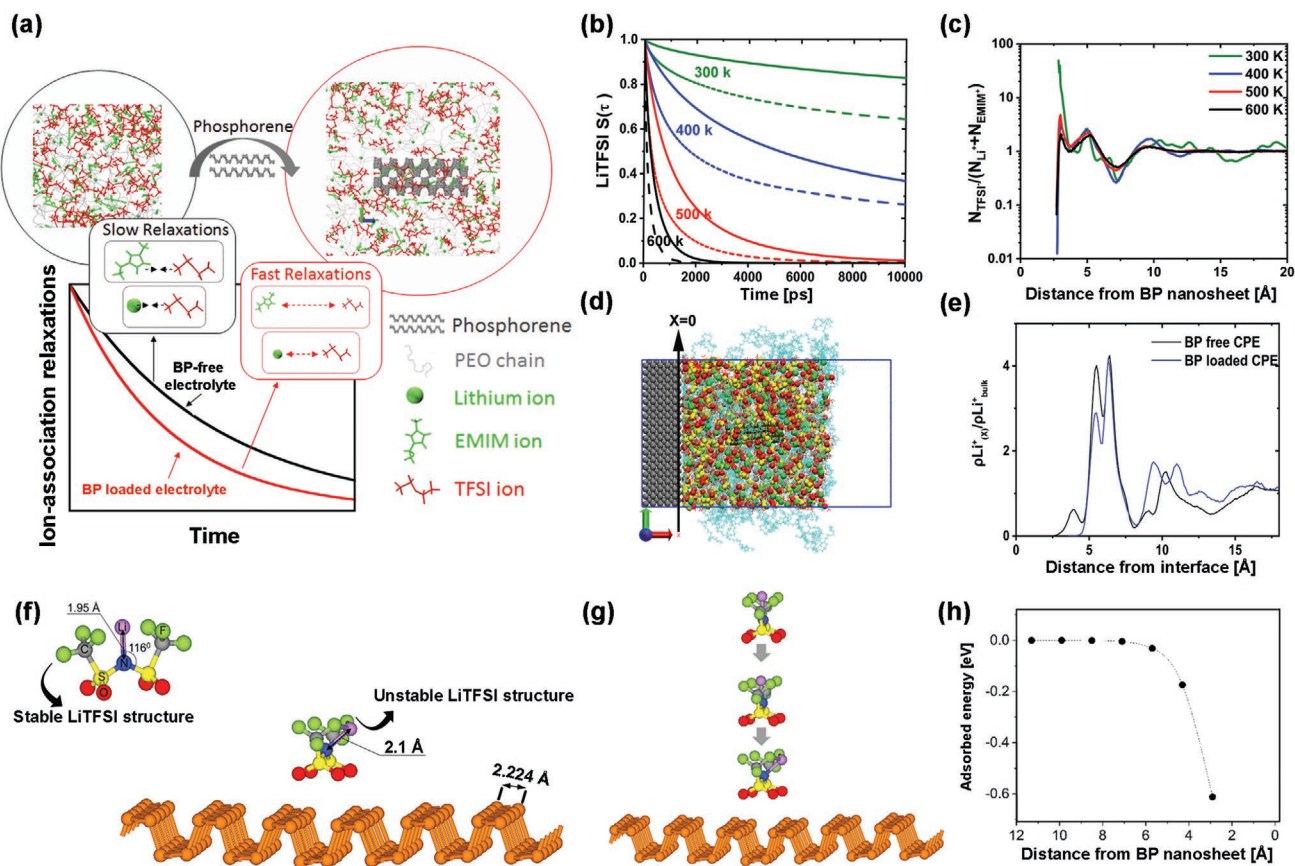 (a)
Phosphorene
Slow Relaxations
Fast Relaxations
BP-free
electrolyte
BP loaded electrolyte
Ion-association relaxations
Time
Phosphorene
PEO chain
Lithium ion
EMIM ion
TFSI ion
(b)
LiTFSI S(τ)
1.0
0.8
0.6
0.4
0.2
0.0
300 k
400 k
500 k
600 k
0 2000 4000 6000 8000 10000
Time [ps]
(c)
N_TFSI-/(N_Li+ + N_EMIM+)
100
10
1
0.1
0.01
300 K
400 K
500 K
600 K
0 5 10 15 20
Distance from BP nanosheet [Å]
(d)
X=0
(e)
ρLi⁺(X)/ρLi⁺bulk
4
2
0
BP free CPE
BP loaded CPE
0 5 10 15
Distance from interface [Å]
(f)
1.95 Å
Li
116⁰
F
C
N
S
O
Stable LiTFSI structure
Unstable LiTFSI structure
2.1 Å
2.224 Å
(g)
(h)
Adsorbed energy [eV]
0.0
-0.2
-0.4
-0.6
12 10 8 6 4 2 0
Distance from BP nanosheet [Å]